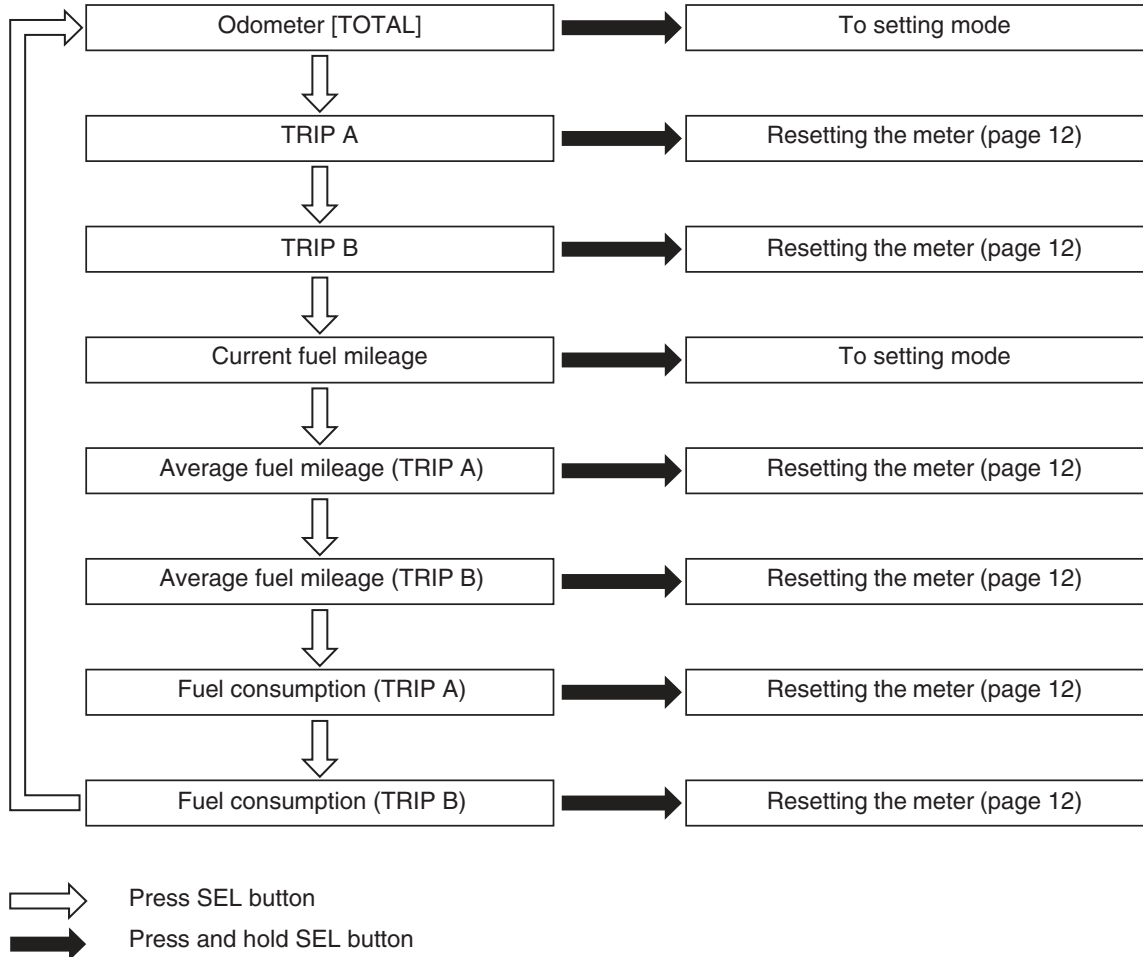 Odometer [TOTAL]
To setting mode
TRIP A
Resetting the meter (page 12)
TRIP B
Resetting the meter (page 12)
Current fuel mileage
To setting mode
Average fuel mileage (TRIP A)
Resetting the meter (page 12)
Average fuel mileage (TRIP B)
Resetting the meter (page 12)
Fuel consumption (TRIP A)
Resetting the meter (page 12)
Fuel consumption (TRIP B)
Resetting the meter (page 12)
Press SEL button
Press and hold SEL button